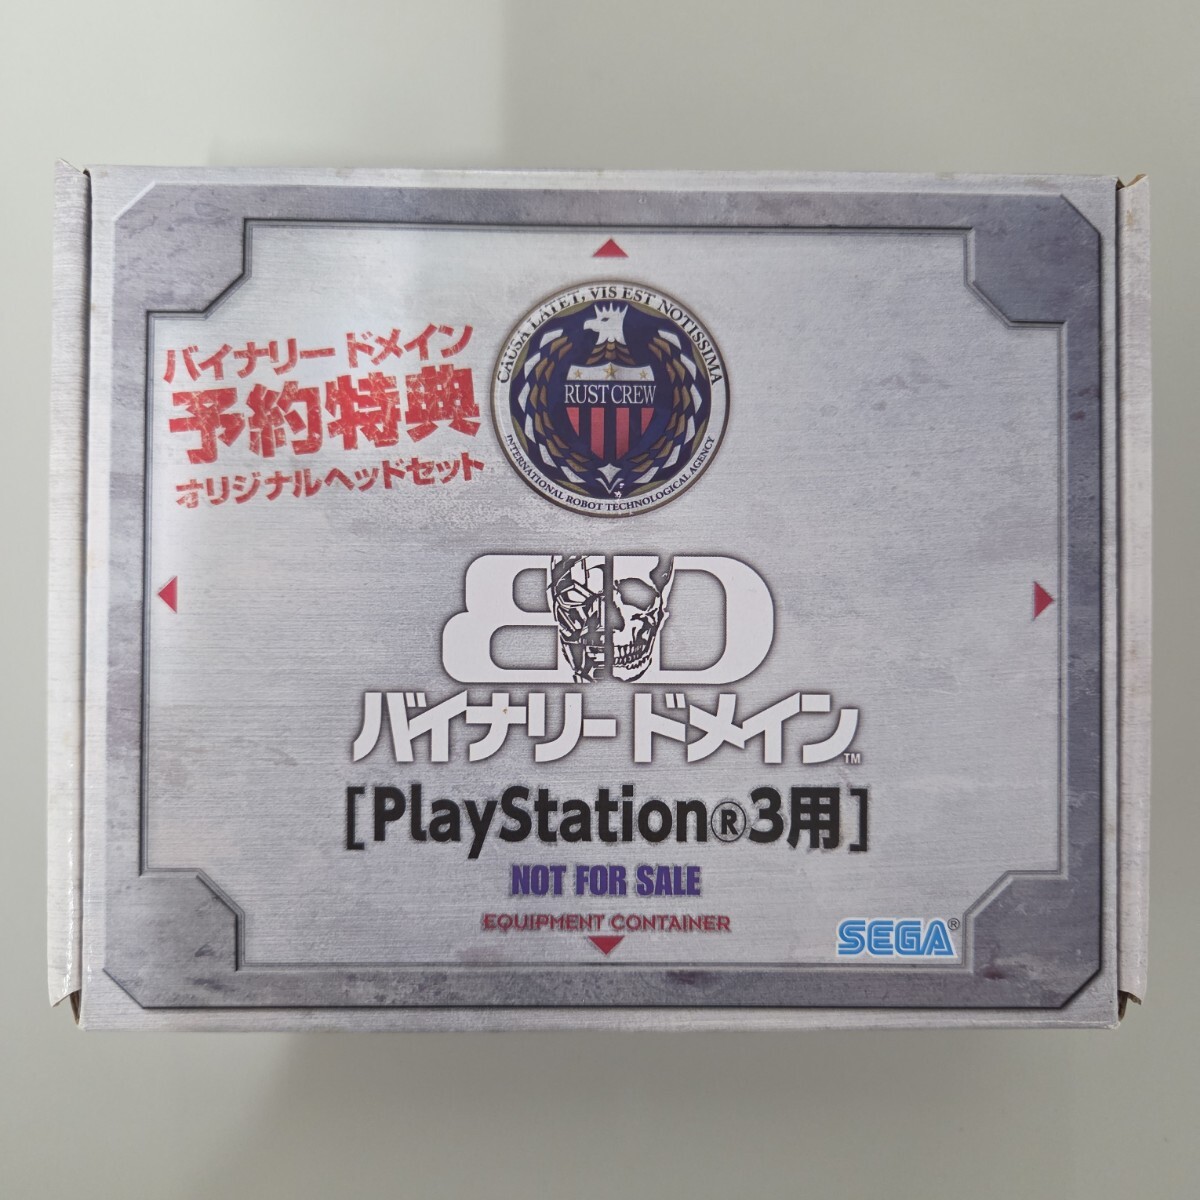 バイナリー ドメイン
予約特典
オリジナルヘッドセット
CAUSA LATET, VIS EST NOTISSIMA
RUST CREW
INTERNATIONAL ROBOT TECHNOLOGICAL AGENCY
BD
バイナリー ドメイン™
[PlayStation®3用]
NOT FOR SALE
EQUIPMENT CONTAINER
SEGA®